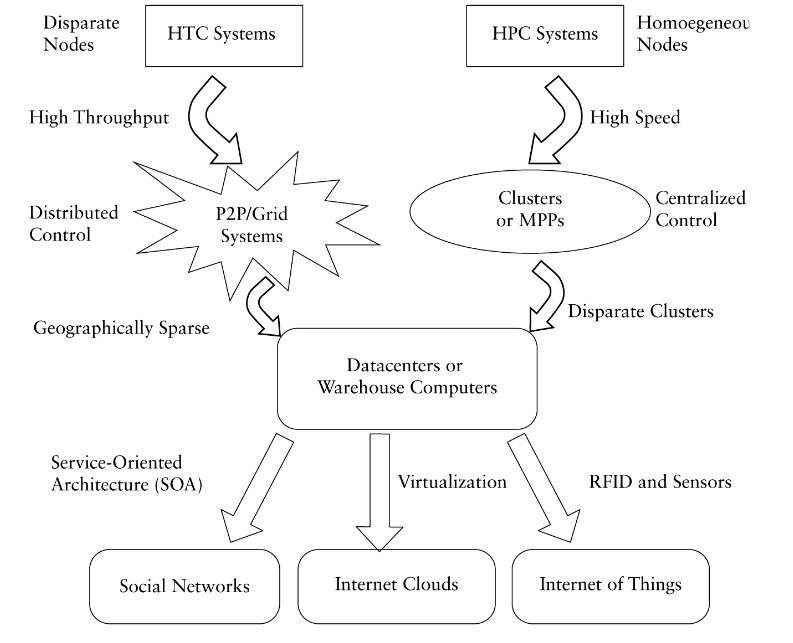 Disparate
Nodes
HTC Systems
HPC Systems
Homoegeneou
Nodes
High Throughput
High Speed
Distributed
Control
P2P/Grid
Systems
Clusters
or MPPs
Centralized
Control
Geographically Sparse
Disparate Clusters
Datacenters or
Warehouse Computers
Service-Oriented
Architecture (SOA)
Virtualization
RFID and Sensors
Social Networks
Internet Clouds
Internet of Things